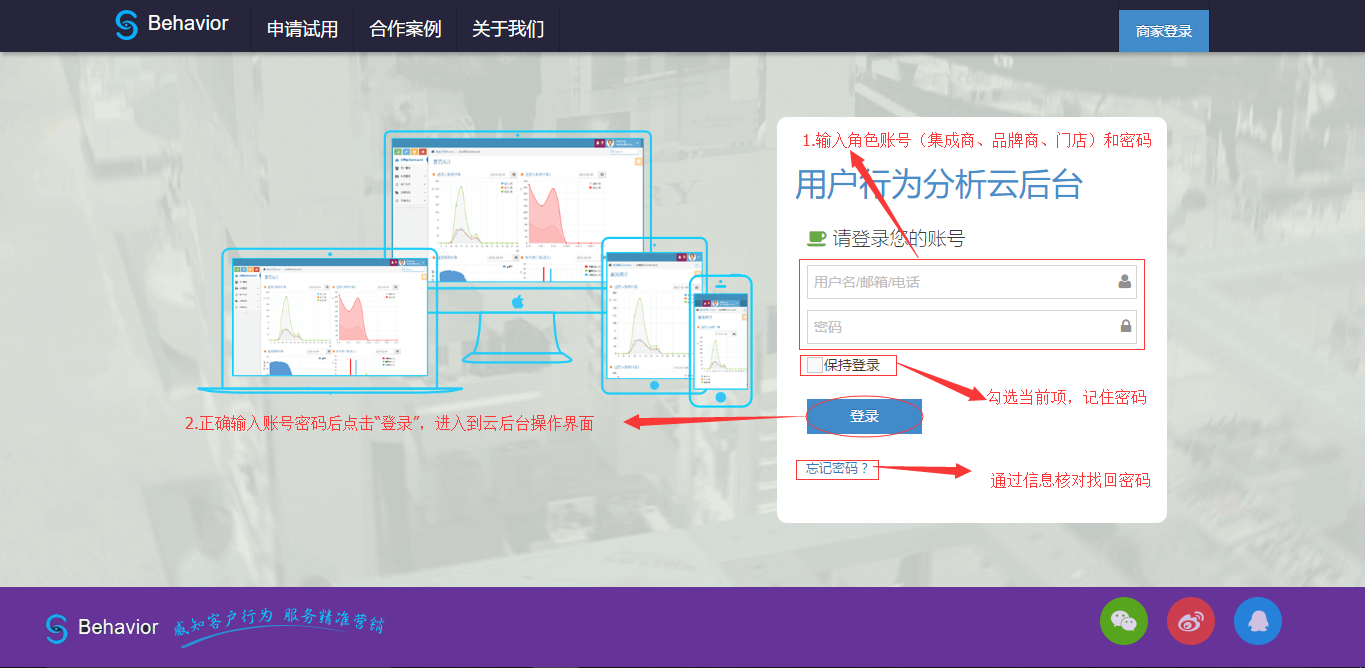 Behavior
申请试用
合作案例
关于我们
商家登录
1.输入角色账号（集成商、品牌商、门店）和密码
用户行为分析云后台
请登录您的账号
用户名/邮箱/电话
密码
保持登录
勾选当前项，记住密码
登录
2.正确输入账号密码后点击“登录”，进入到云后台操作界面
忘记密码？
通过信息核对找回密码
Behavior
感知客户行为 服务精准营销